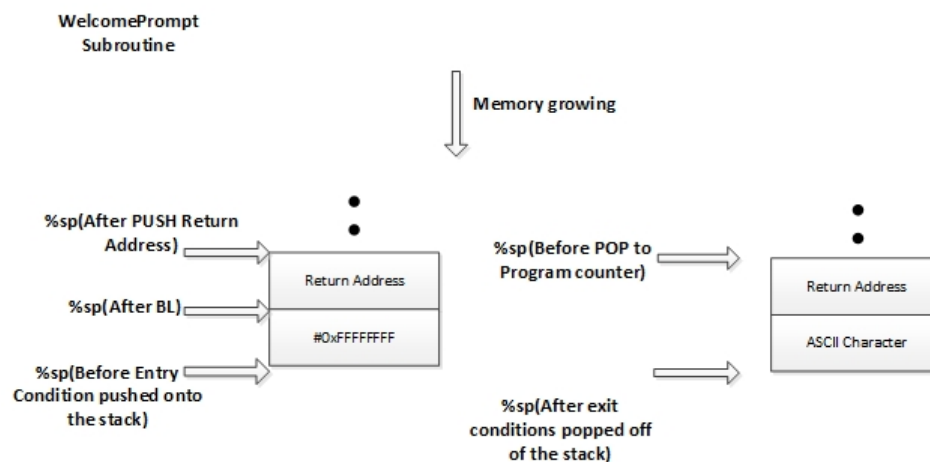 WelcomePrompt
Subroutine
Memory growing
%sp(After PUSH Return
Address)
Return Address
%sp(After BL)
#0xFFFFFFFF
%sp(Before Entry
Condition pushed onto
the stack)
%sp(Before POP to
Program counter)
Return Address
ASCII Character
%sp(After exit
conditions popped off
of the stack)